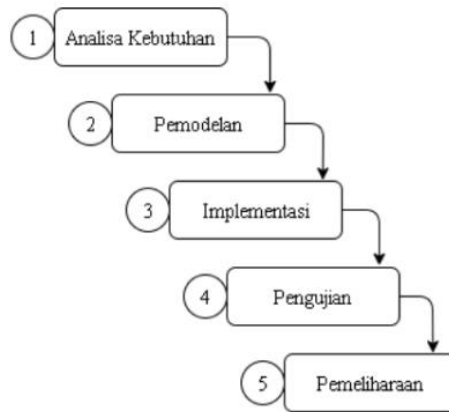 1 Analisa Kebutuhan
2 Pemodelan
3 Implementasi
4 Pengujian
5 Pemeliharaan